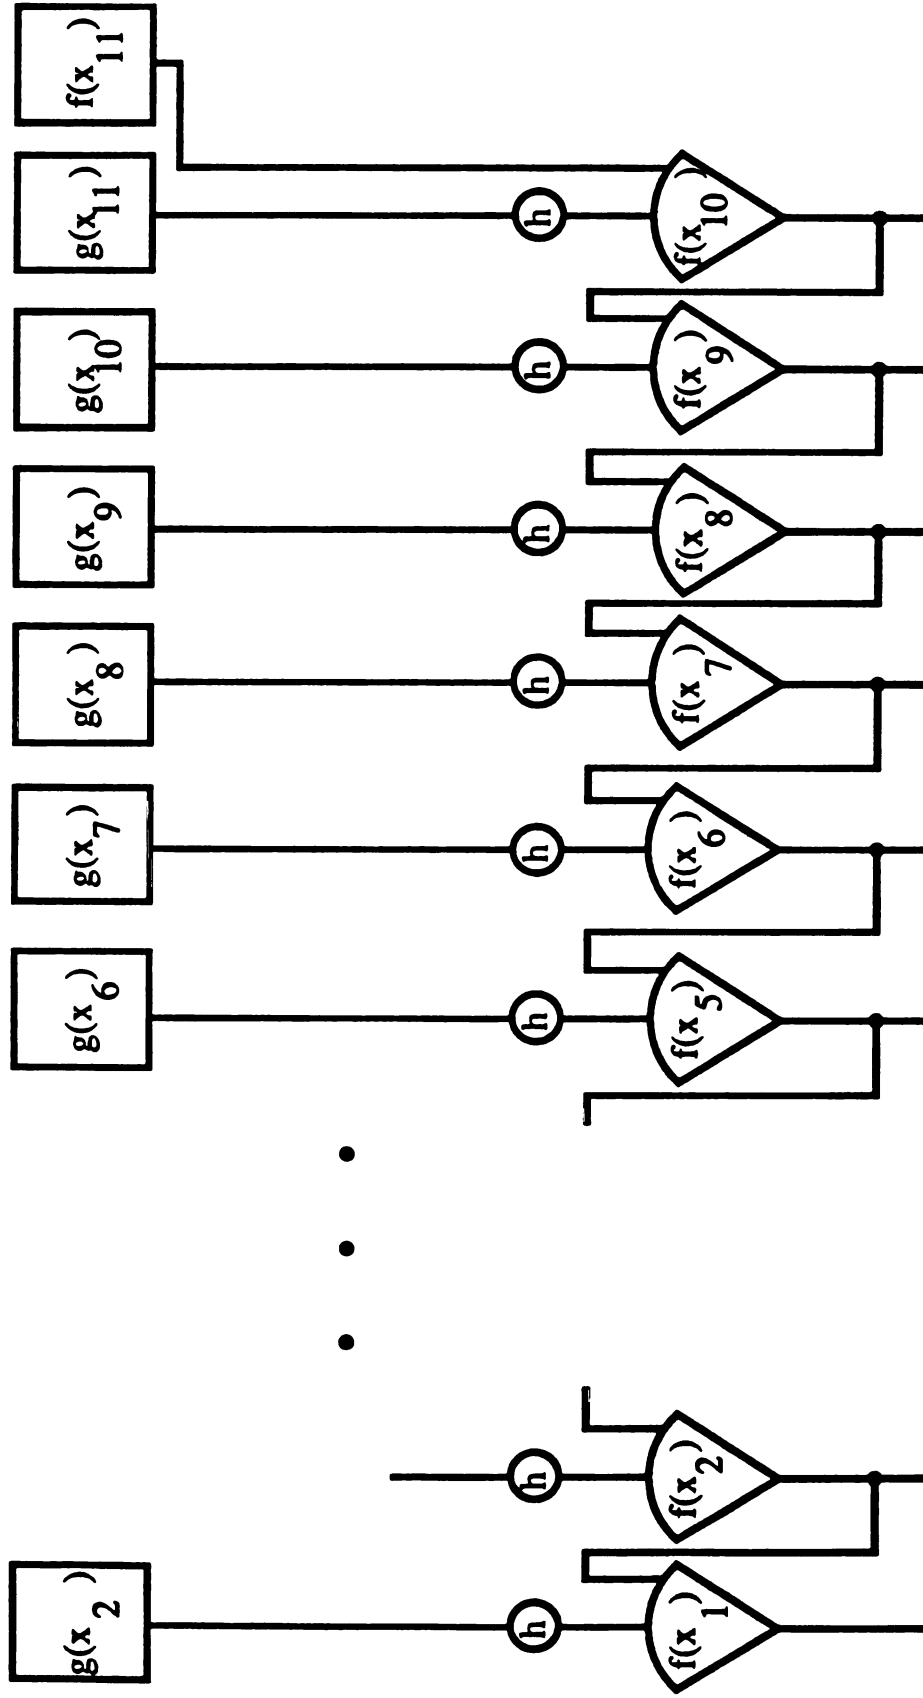 f(x11)
g(x11)
g(x10)
g(x9)
g(x8)
g(x7)
g(x6)
g(x2)
h
h
h
h
h
h
h
h
f(x10)
f(x9)
f(x8)
f(x7)
f(x6)
f(x5)
f(x2)
f(x1)